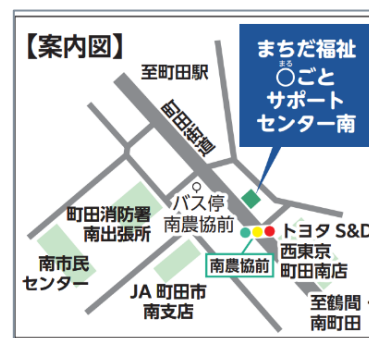 【案内図】
至町田駅
町田街道
まちだ福祉
まる
○ごと
サポート
センター南
バス停
南農協前
町田消防署
南出張所
南市民
センター
南農協前
トヨタ S&D
西東京
町田南店
JA 町田市
南支店
至鶴間・
南町田